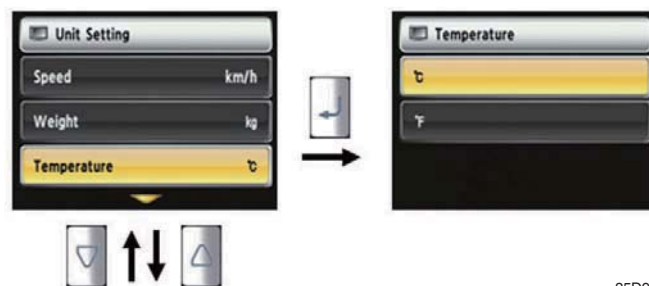 Unit Setting
Speed km/h
Weight kg
Temperature ℃
Temperature
℃
℉